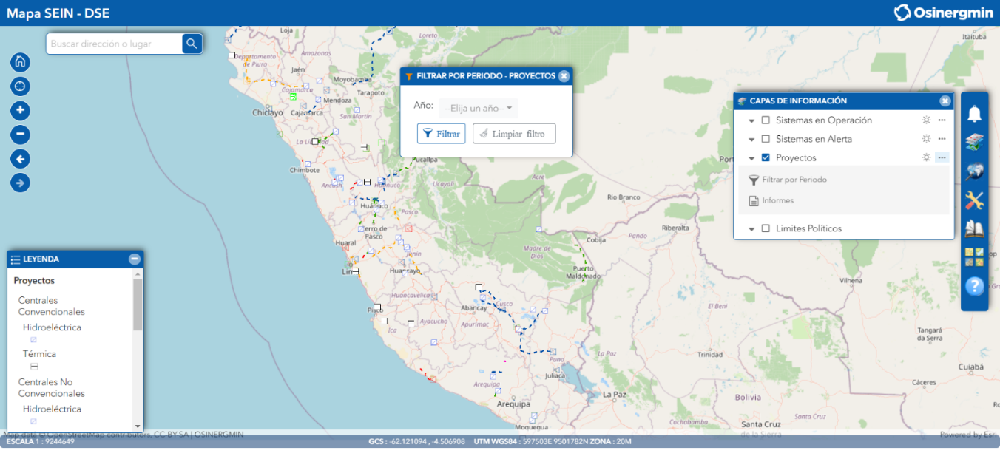 Mapa SEIN - DSE
Osinergmin
Buscar dirección o lugar
Loja
Loreto
Itaituba
Departamento
de Piura
Amazonas
Jaén
Moyobamba
Cajamarca
Mendoza
Tarapoto
Chiclayo
Cajamarca
San Martín
La Libertad
Chimbote
Pucallpa
Ancash
Huánuco
Ucayali
Acre
Huánuco
Pasco
Rio Branco
Cerro de
Pasco
Riberalta
Pando
Cobija
Huaral
Junín
Madre de
Dios
Lima
Huancayo
Puerto
Maldonado
Vilhena
Huancavelica
Abancay
Cusco
Pisco
El Beni
Ica
Ayacucho
Apurímac
Tangará
da Serra
Puno
La Paz
Trinidad
Juliaca
Cuiabá
Cáceres
Arequipa
La Paz
Bolivia
Arequipa
Moquegua
Cochabamba
Santa Cruz
de la Sierra
Santa Cruz
FILTRAR POR PERIODO - PROYECTOS
Año:
--Elija un año--
Filtrar
Limpiar filtro
CAPAS DE INFORMACIÓN
Sistemas en Operación
Sistemas en Alerta
Proyectos
Filtrar por Periodo
Informes
Limites Políticos
LEYENDA
Proyectos
Centrales
Convencionales
Hidroeléctrica
Térmica
Centrales No
Convencionales
Hidroeléctrica
Map data © OpenStreetMap contributors, CC-BY-SA | OSINERGMIN
Powered by Esri
ESCALA 1 : 9244649
GCS : -62.121094 , -4.506908 UTM WGS84 : 597503E 9501782N ZONA : 20M